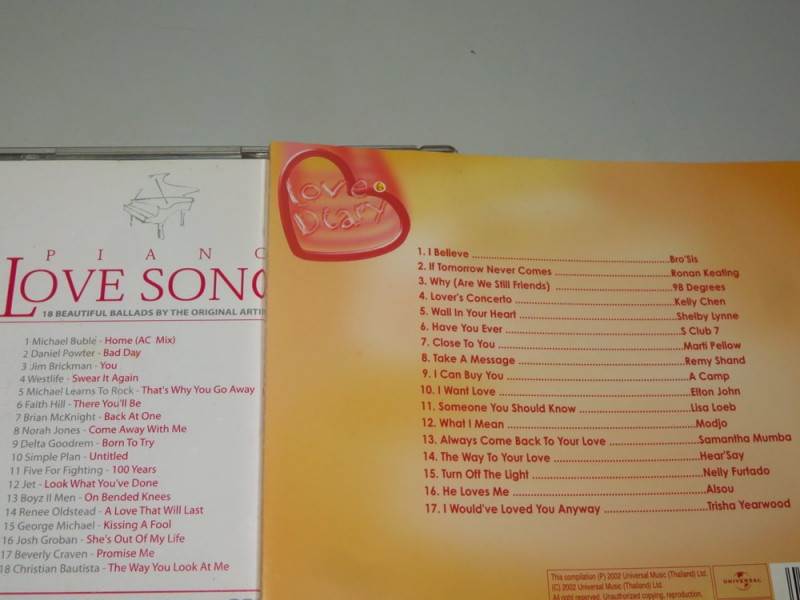 PIANO
LOVE SONG
18 BEAUTIFUL BALLADS BY THE ORIGINAL ARTI
1 Michael Bublé - Home (AC Mix)
2 Daniel Powter - Bad Day
3 Jim Brickman - You
4 Westlife - Swear It Again
5 Michael Learns To Rock - That's Why You Go Away
6 Faith Hill - There You'll Be
7 Brian McKnight - Back At One
8 Norah Jones - Come Away With Me
9 Delta Goodrem - Born To Try
10 Simple Plan - Untitled
11 Five For Fighting - 100 Years
12 Jet - Look What You've Done
13 Boyz II Men - On Bended Knees
14 Renee Oldstead - A Love That Will Last
15 George Michael - Kissing A Fool
16 Josh Groban - She's Out Of My Life
17 Beverly Craven - Promise Me
18 Christian Bautista - The Way You Look At Me
Love
Diary
1. I Believe ........ Bro'Sis
2. If Tomorrow Never Comes ........ Ronan Keating
3. Why (Are We Still Friends) ........ 98 Degrees
4. Lover's Concerto ........ Kelly Chen
5. Wall In Your Heart ........ Shelby Lynne
6. Have You Ever ........ S Club 7
7. Close To You ........ Marti Pellow
8. Take A Message ........ Remy Shand
9. I Can Buy You ........ A Camp
10. I Want Love ........ Elton John
11. Someone You Should Know ........ Lisa Loeb
12. What I Mean ........ Modjo
13. Always Come Back To Your Love ........ Samantha Mumba
14. The Way To Your Love ........ Hear'Say
15. Turn Off The Light ........ Nelly Furtado
16. He Loves Me ........ Alsou
17. I Would've Loved You Anyway ........ Trisha Yearwood
This compilation (P) 2002 Universal Music (Thailand) Ltd.
(C) 2002 Universal Music (Thailand) Ltd.
All right reserved. Unauthorized copying, reproduction,
UNIVERSAL